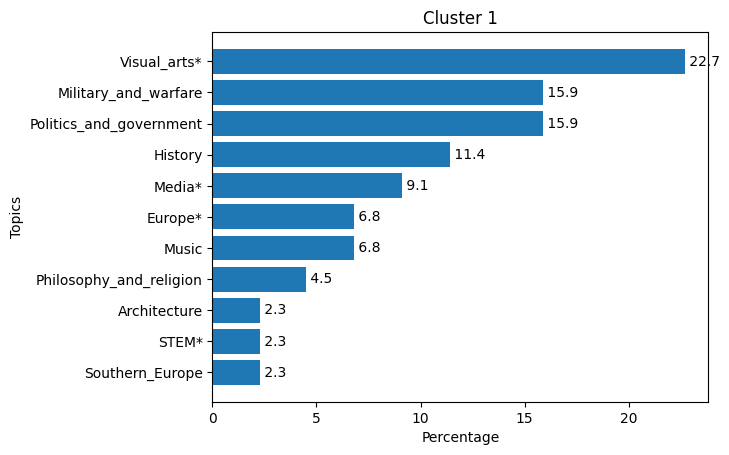 Cluster 1
Topics
Visual_arts* 22.7
Military_and_warfare 15.9
Politics_and_government 15.9
History 11.4
Media* 9.1
Europe* 6.8
Music 6.8
Philosophy_and_religion 4.5
Architecture 2.3
STEM* 2.3
Southern_Europe 2.3
0 5 10 15 20
Percentage